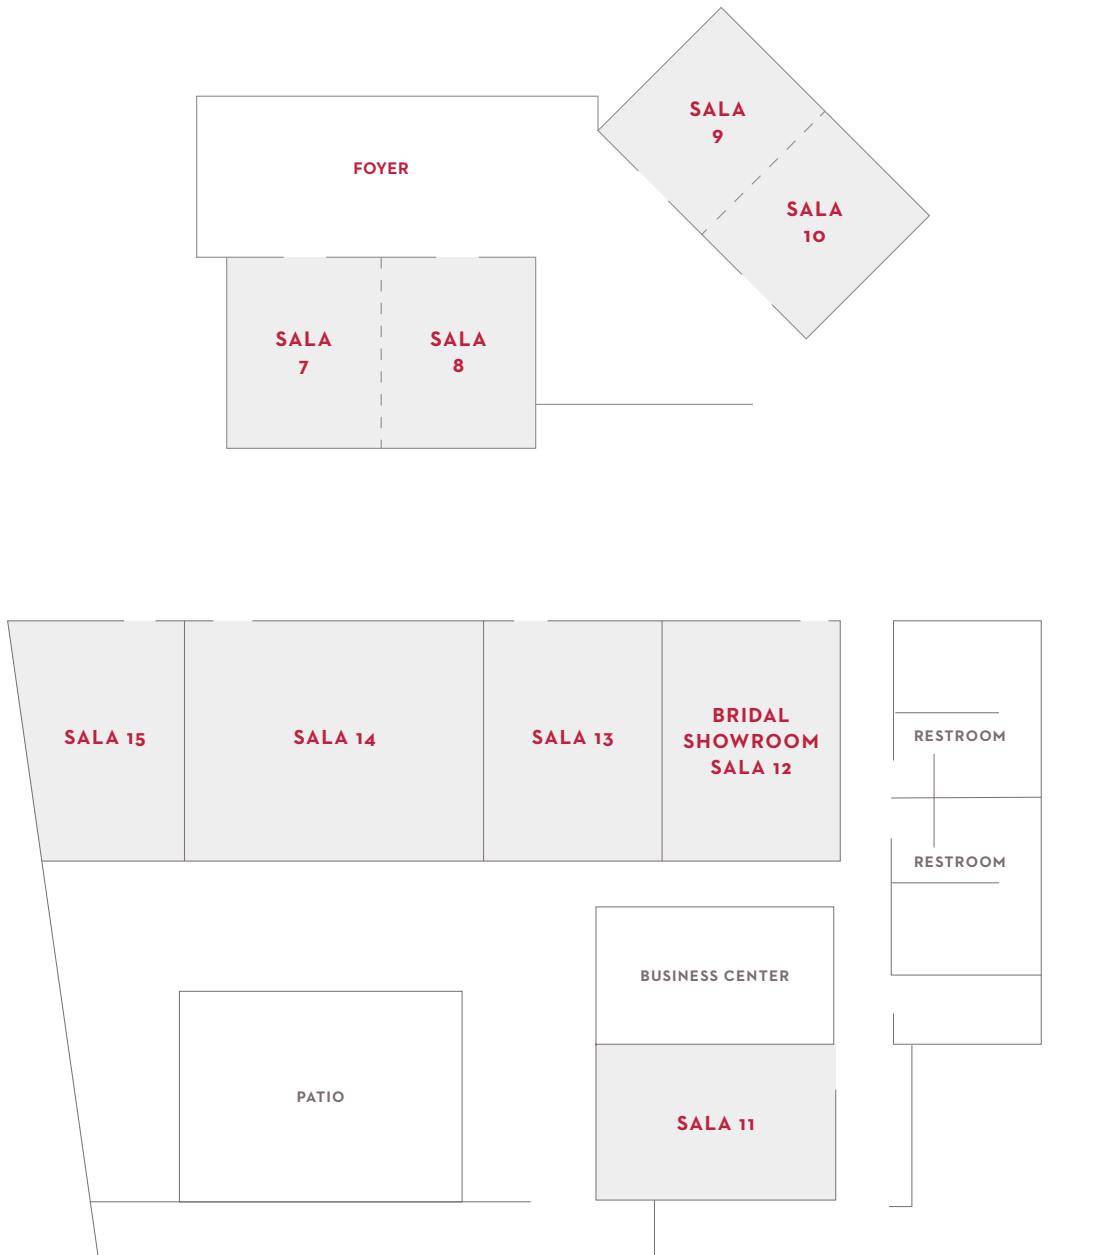 SALA
9
FOYER
SALA
10
SALA
7
SALA
8
SALA 15
SALA 14
SALA 13
BRIDAL
SHOWROOM
SALA 12
RESTROOM
RESTROOM
BUSINESS CENTER
PATIO
SALA 11